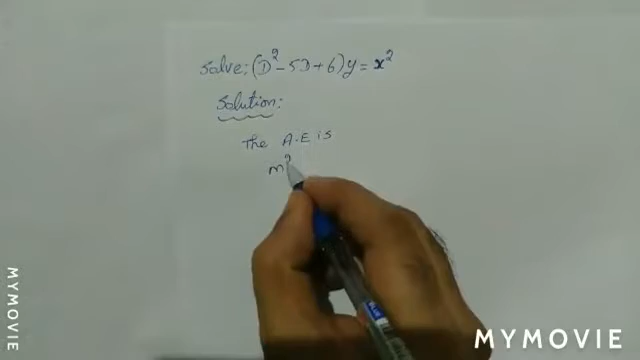 Solve: (D² - 5D + 6)y = x²
Solution:
The A.E is
m²
MYMOVIE
MYMOVIE